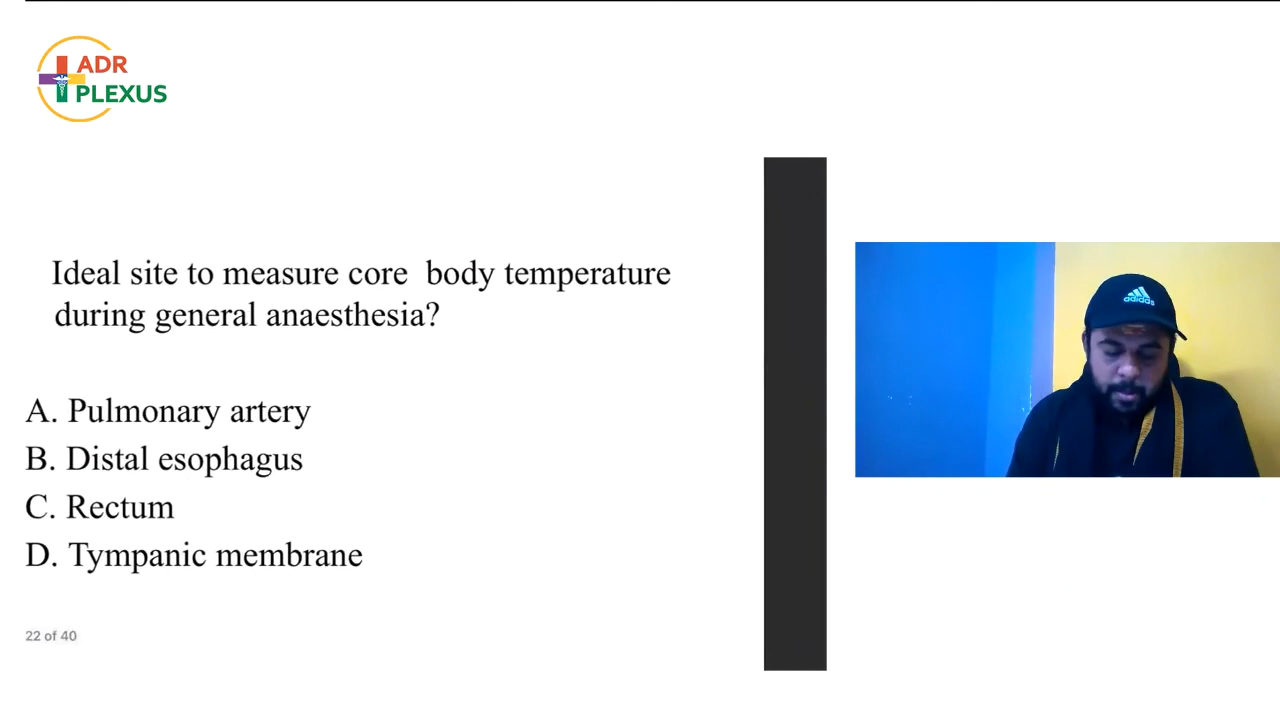 ADR
PLEXUS
Ideal site to measure core  body temperature
during general anaesthesia?
A. Pulmonary artery
B. Distal esophagus
C. Rectum
D. Tympanic membrane
22 of 40
adidas